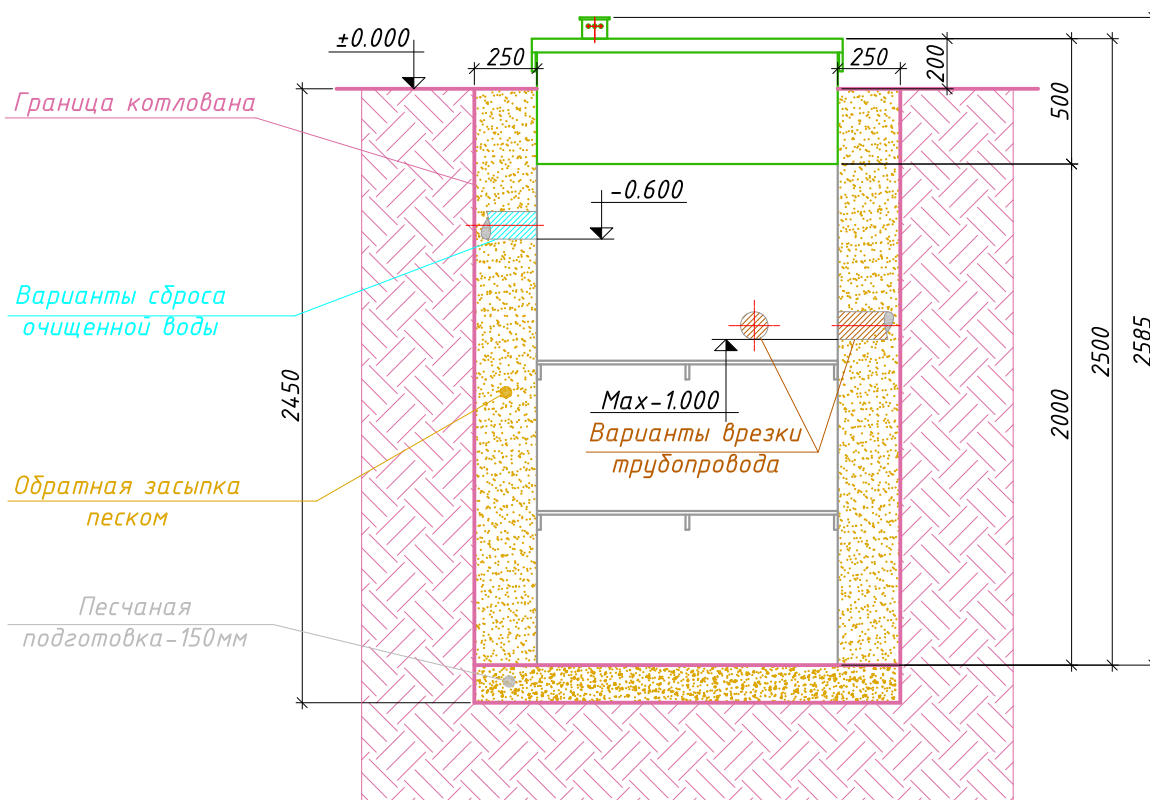 ±0.000
250
250
200
500
Граница котлована
-0.600
Варианты сброса
очищенной воды
2585
2500
2450
2000
Max-1.000
Варианты врезки
трубопровода
Обратная засыпка
песком
Песчаная
подготовка-150мм